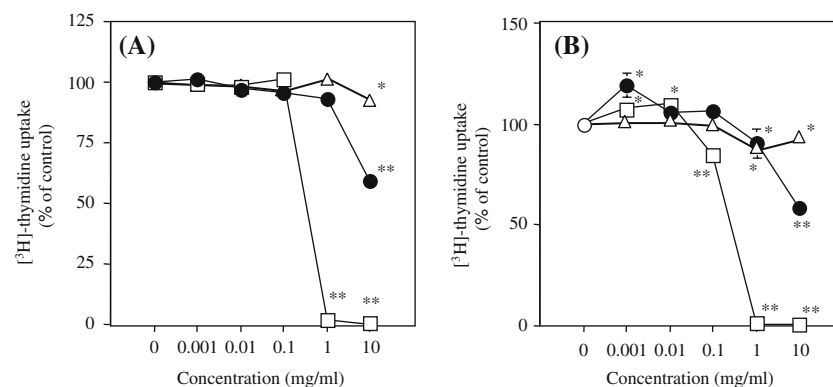 (A)
125
100
75
50
25
0
[³H]-thymidine uptake
(% of control)
*
**
**
**
0 0.001 0.01 0.1 1 10
Concentration (mg/ml)
(B)
150
100
50
0
[³H]-thymidine uptake
(% of control)
*
*
*
*
*
**
*
**
**
**
0 0.001 0.01 0.1 1 10
Concentration (mg/ml)